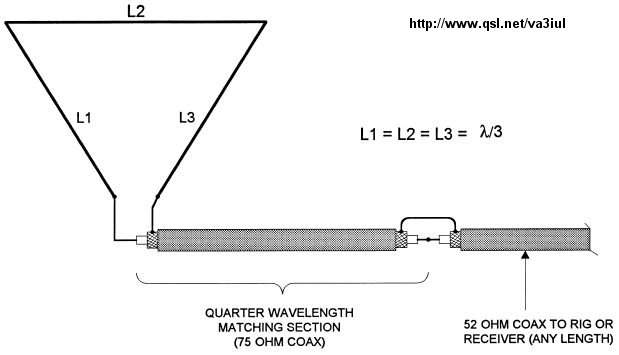 L2
http://www.qsl.net/va3iul
L1
L3
L1 = L2 = L3 = λ/3
QUARTER WAVELENGTH
MATCHING SECTION
(75 OHM COAX)
52 OHM COAX TO RIG OR
RECEIVER (ANY LENGTH)